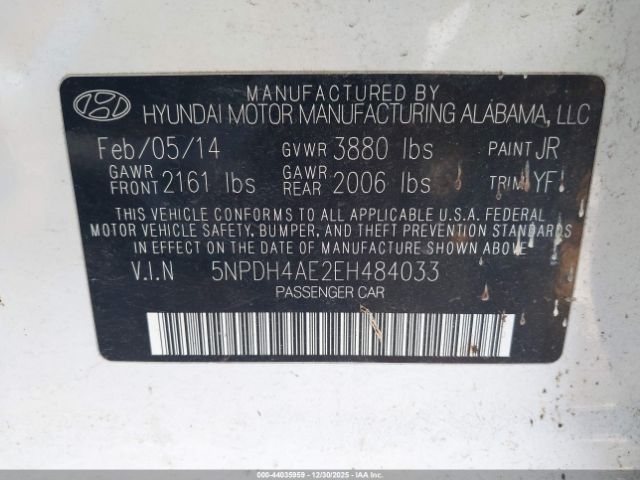 MANUFACTURED BY
HYUNDAI MOTOR MANUFACTURING ALABAMA, LLC
Feb/05/14 GVWR 3880 lbs PAINT JR
GAWR FRONT 2161 lbs GAWR REAR 2006 lbs TRIM YF
THIS VEHICLE CONFORMS TO ALL APPLICABLE U.S.A. FEDERAL
MOTOR VEHICLE SAFETY, BUMPER, AND THEFT PREVENTION
STANDARDS IN EFFECT ON THE DATE OF MANUFACTURE SHOWN ABOVE.
V.I.N 5NPDH4AE2EH484033
PASSENGER CAR
000-44035959 - 12/30/2025 - COPART.CA